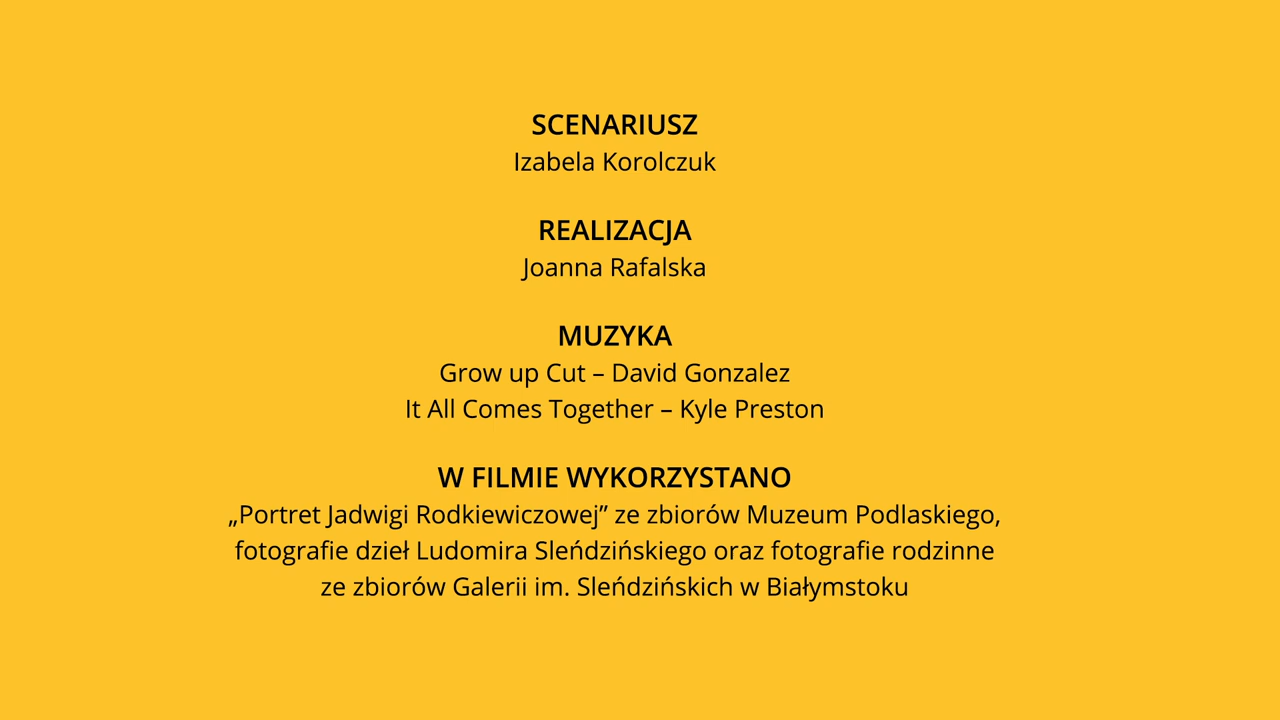 SCENARIUSZ
Izabela Korolczuk
REALIZACJA
Joanna Rafalska
MUZYKA
Grow up Cut – David Gonzalez
It All Comes Together – Kyle Preston
W FILMIE WYKORZYSTANO
„Portret Jadwigi Rodkiewiczowej” ze zbiorów Muzeum Podlaskiego,
fotografie dzieł Ludomira Sleńdzińskiego oraz fotografie rodzinne
ze zbiorów Galerii im. Sleńdzińskich w Białymstoku